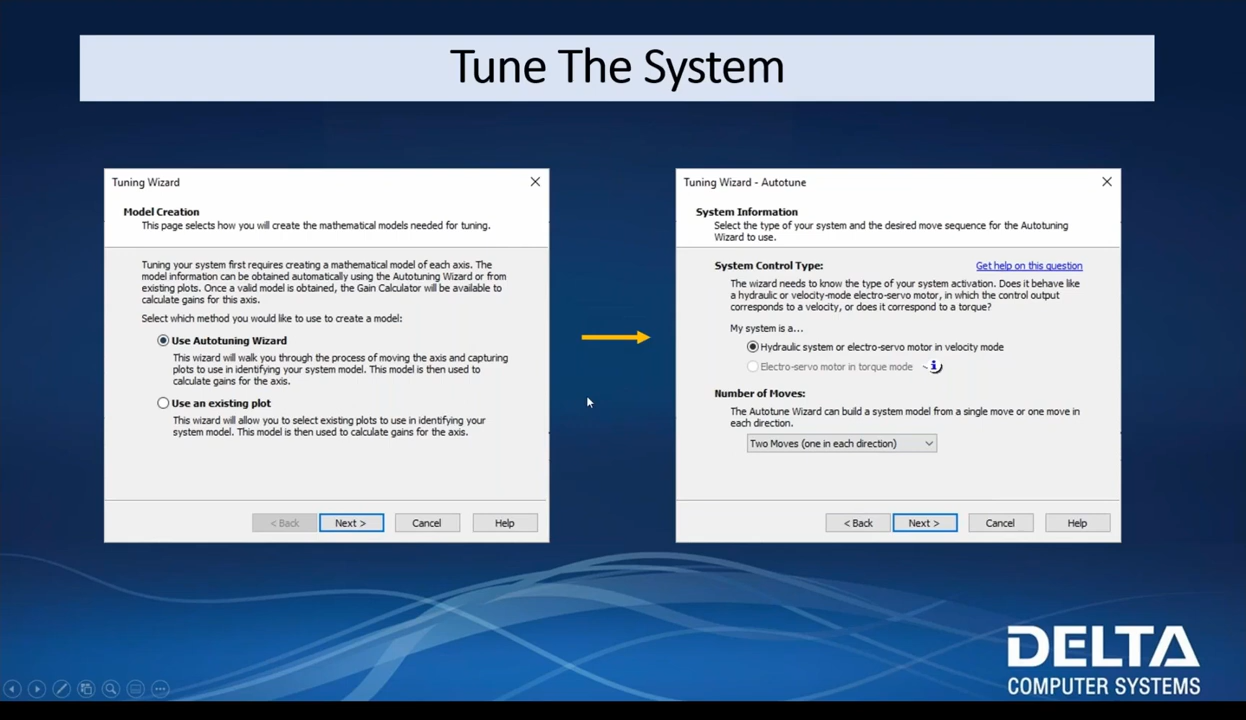 Tune The System
Tuning Wizard
Model Creation
This page selects how you will create the mathematical models needed for tuning.
Tuning your system first requires creating a mathematical model of each axis. The
model information can be obtained automatically using the Autotuning Wizard or from
existing plots. Once a valid model is obtained, the Gain Calculator will be available to
calculate gains for this axis.
Select which method you would like to use to create a model:
Use Autotuning Wizard
This wizard will walk you through the process of moving the axis and capturing
plots to use in identifying your system model. This model is then used to
calculate gains for the axis.
Use an existing plot
This wizard will allow you to select existing plots to use in identifying your
system model. This model is then used to calculate gains for the axis.
< Back
Next >
Cancel
Help
Tuning Wizard - Autotune
System Information
Select the type of your system and the desired move sequence for the Autotuning
Wizard to use.
System Control Type:
Get help on this question
The wizard needs to know the type of your system activation. Does it behave like
a hydraulic or velocity-mode electro-servo motor, in which the control output
corresponds to a velocity, or does it correspond to a torque?
My system is a...
Hydraulic system or electro-servo motor in velocity mode
Electro-servo motor in torque mode
Number of Moves:
The Autotune Wizard can build a system model from a single move or one move in
each direction.
Two Moves (one in each direction)
< Back
Next >
Cancel
Help
DELTA
COMPUTER SYSTEMS